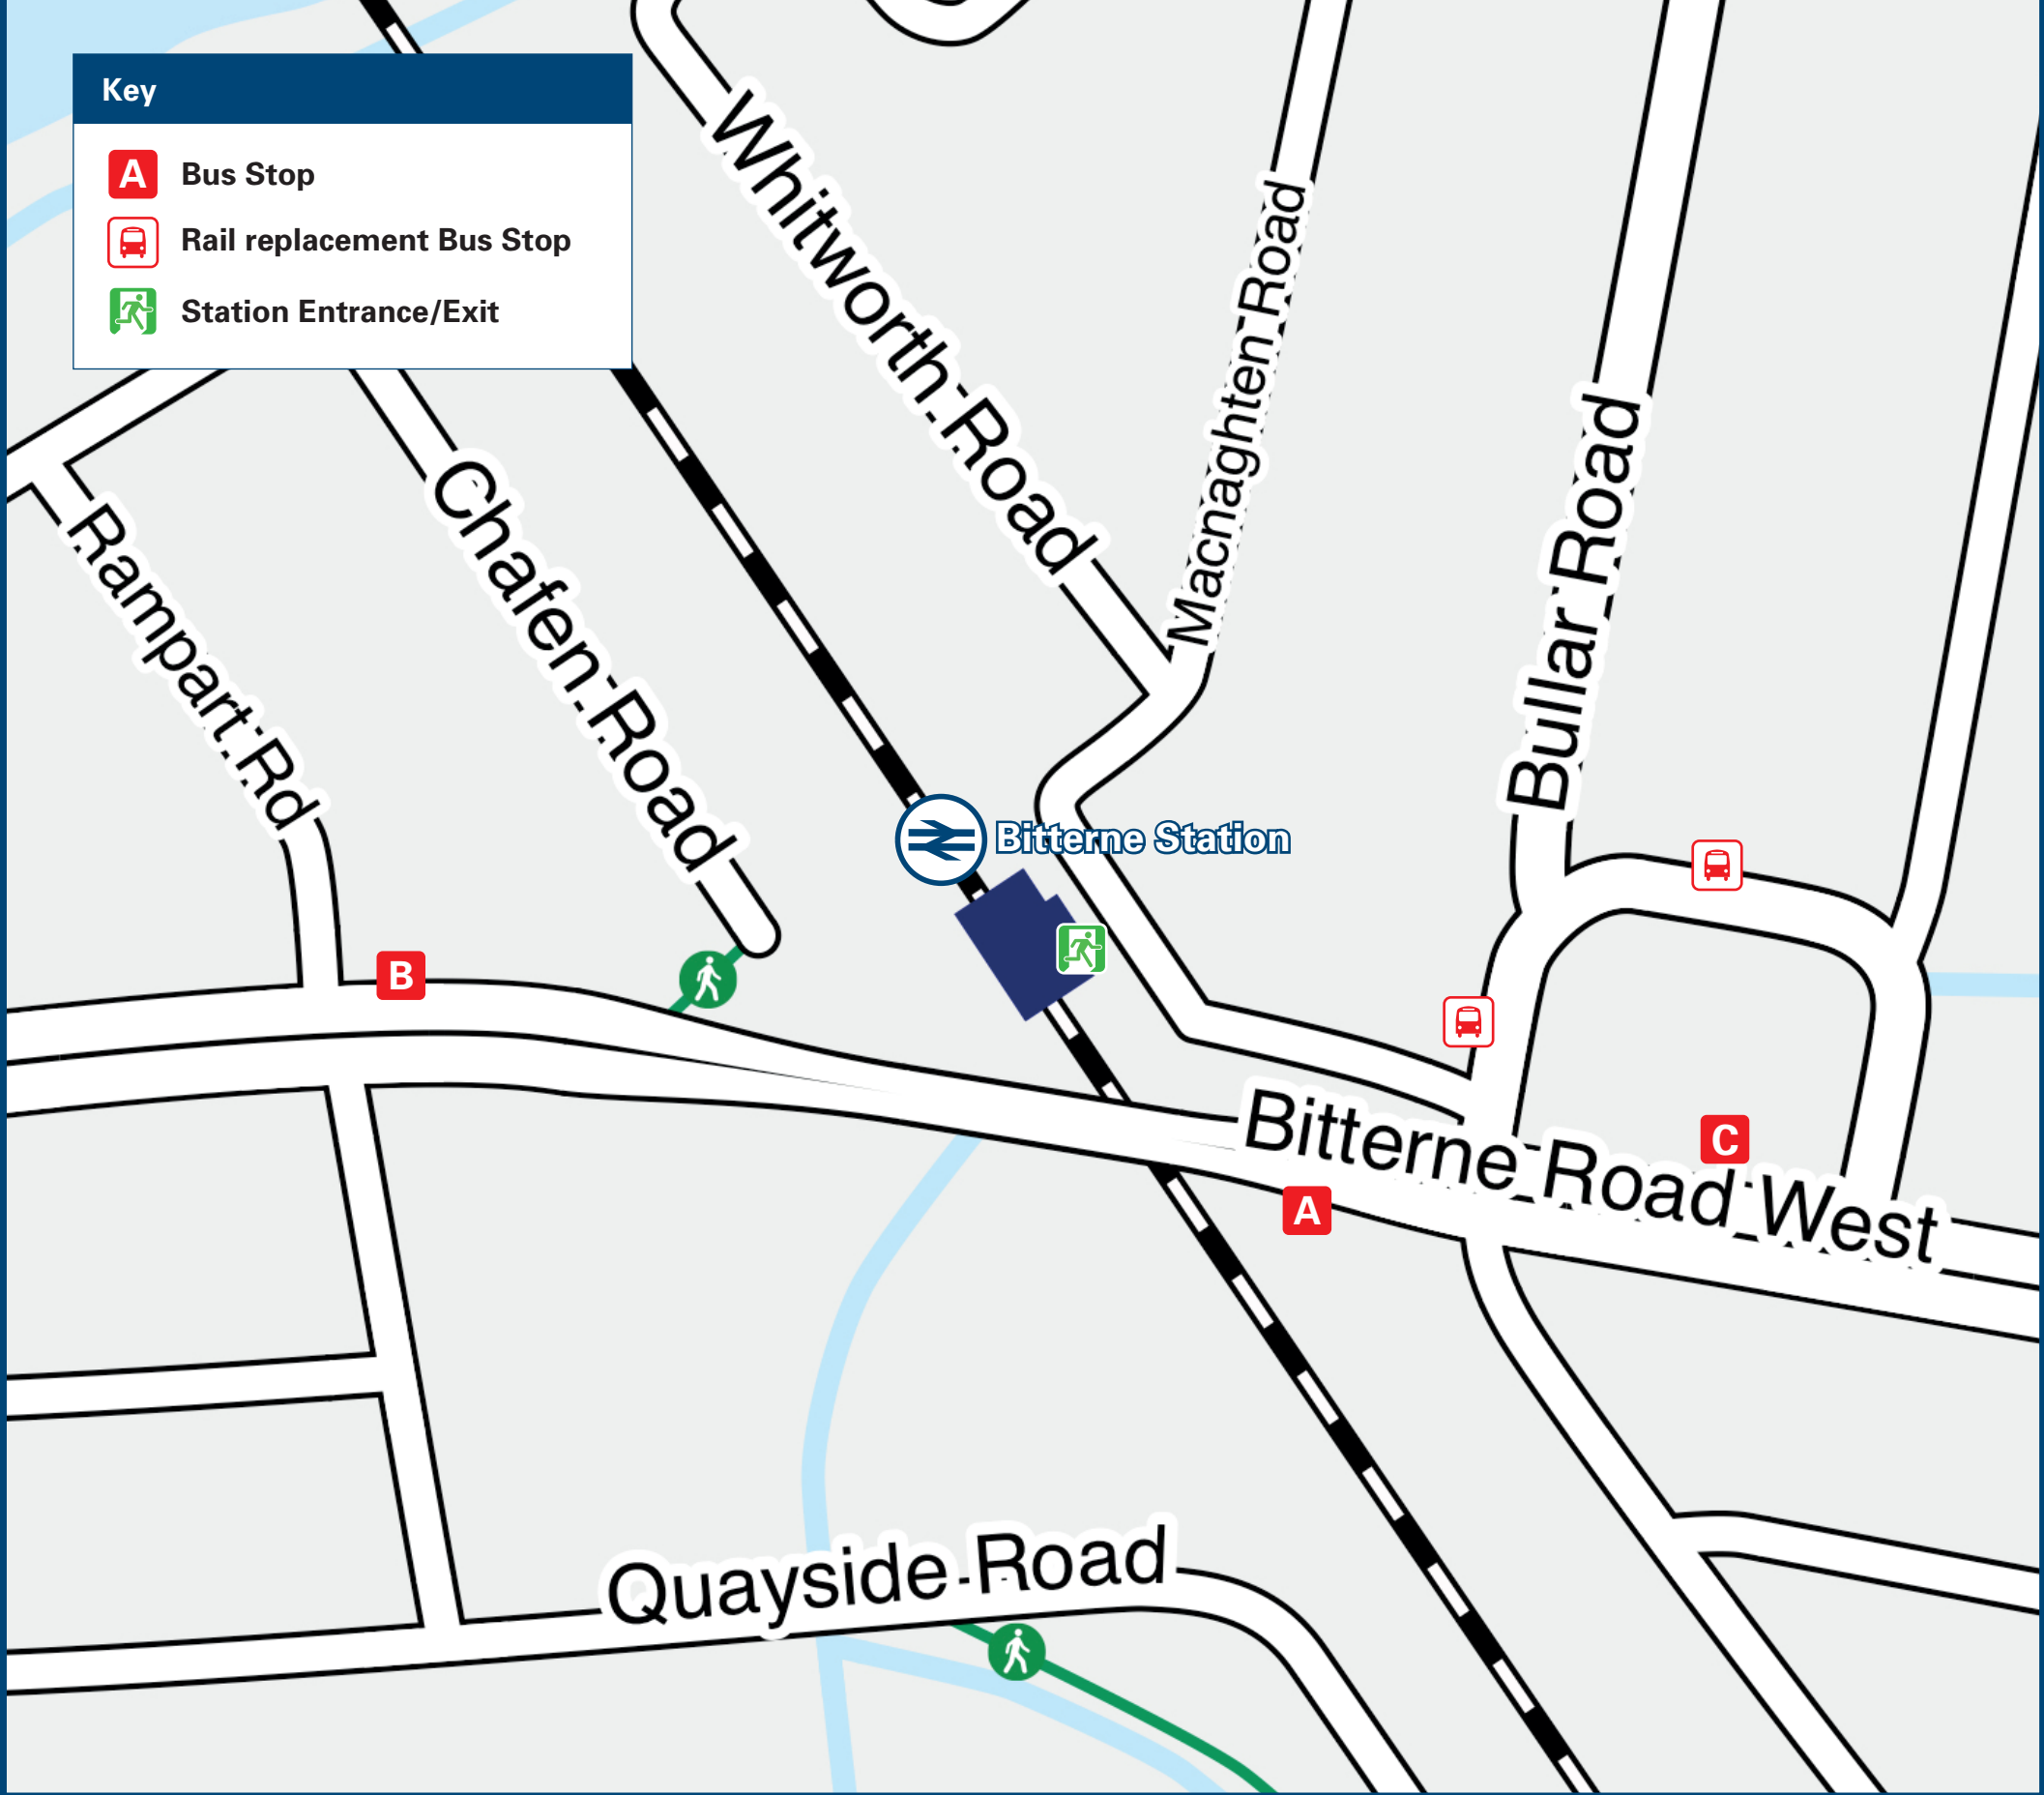 Key
A Bus Stop
Rail replacement Bus Stop
Station Entrance/Exit
Whitworth Road
Macnaghten Road
Bullar Road
Chafen Road
Rampart Rd
Bitterne Station
B
Bitterne Road West
C
A
Quayside Road